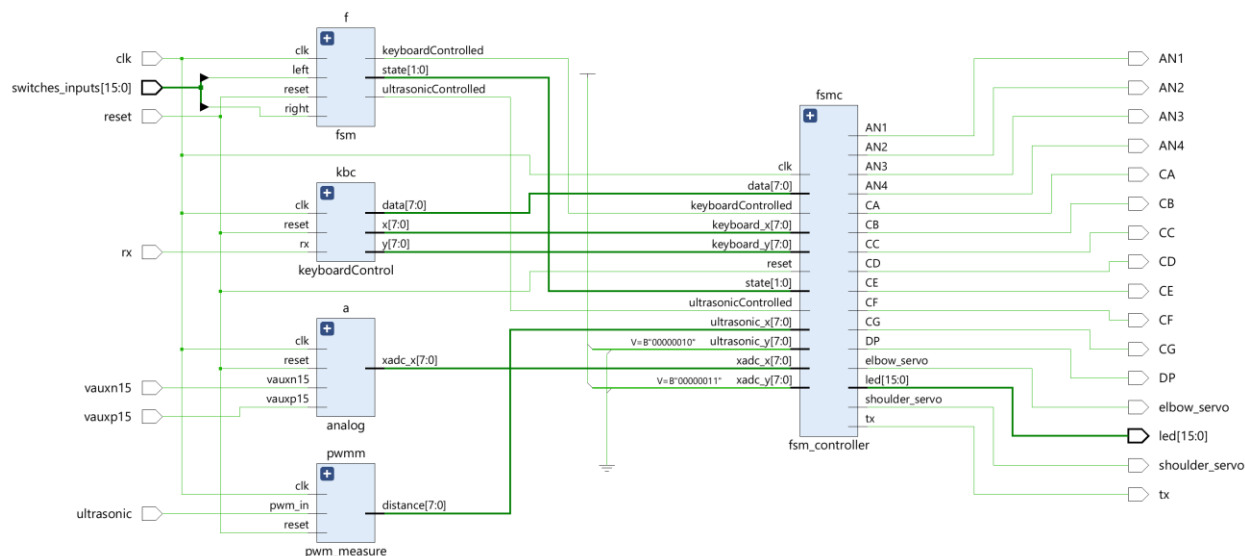 clk
switches_inputs[15:0]
reset
rx
vauxn15
vauxp15
ultrasonic
f
clk
left
reset
right
keyboardControlled
state[1:0]
ultrasonicControlled
fsm
kbc
clk
reset
rx
data[7:0]
x[7:0]
y[7:0]
keyboardControl
a
clk
reset
vauxn15
vauxp15
xadc_x[7:0]
analog
pwmm
clk
pwm_in
reset
distance[7:0]
pwm_measure
V=B"00000010"
V=B"00000011"
fsmc
clk
data[7:0]
keyboardControlled
keyboard_x[7:0]
keyboard_y[7:0]
reset
state[1:0]
ultrasonicControlled
ultrasonic_x[7:0]
ultrasonic_y[7:0]
xadc_x[7:0]
xadc_y[7:0]
AN1
AN2
AN3
AN4
CA
CB
CC
CD
CE
CF
CG
DP
elbow_servo
led[15:0]
shoulder_servo
tx
fsm_controller
AN1
AN2
AN3
AN4
CA
CB
CC
CD
CE
CF
CG
DP
elbow_servo
led[15:0]
shoulder_servo
tx